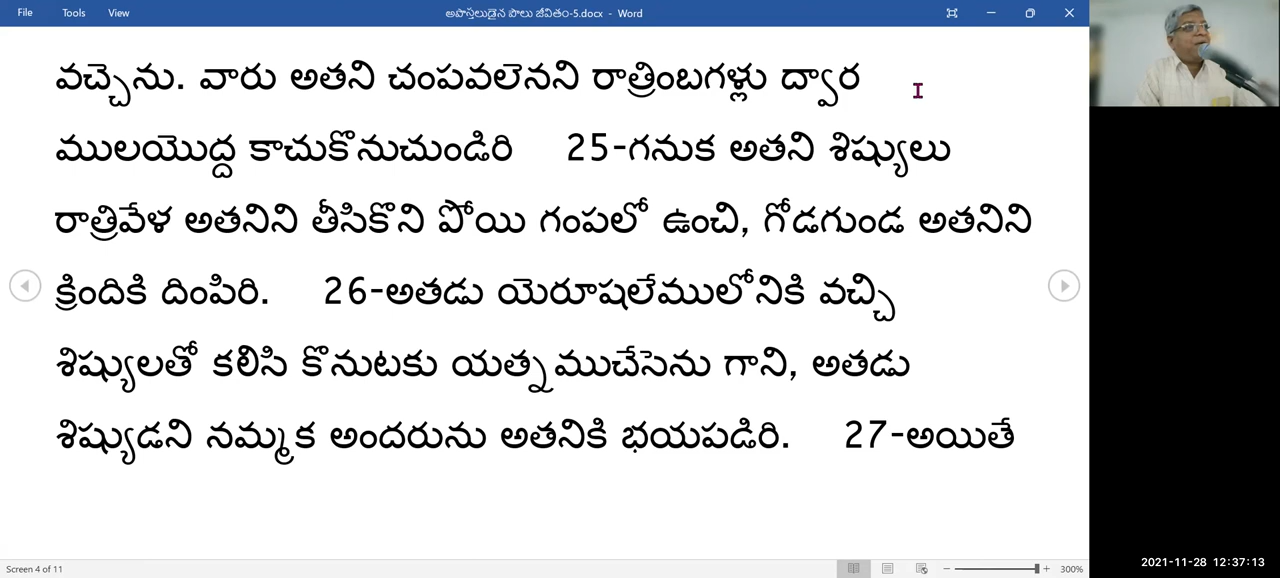 File Tools View అపొస్తలుడైన పౌలు జీవితం-5.docx - Word
వచ్చెను. వారు అతని చంపవలెనని రాత్రింబగళ్లు ద్వార
ములయొద్ద కాచుకొనుచుండిరి 25-గనుక అతని శిష్యులు
రాత్రివేళ అతనిని తీసికొని పోయి గంపలో ఉంచి, గోడగుండ అతనిని
క్రిందికి దింపిరి. 26-అతడు యెరూషలేములోనికి వచ్చి
శిష్యులతో కలిసి కొనుటకు యత్నముచేసెను గాని, అతడు
శిష్యుడని నమ్మక అందరును అతనికి భయపడిరి. 27-అయితే
Screen 4 of 11 300%
2021-11-28 12:37:13